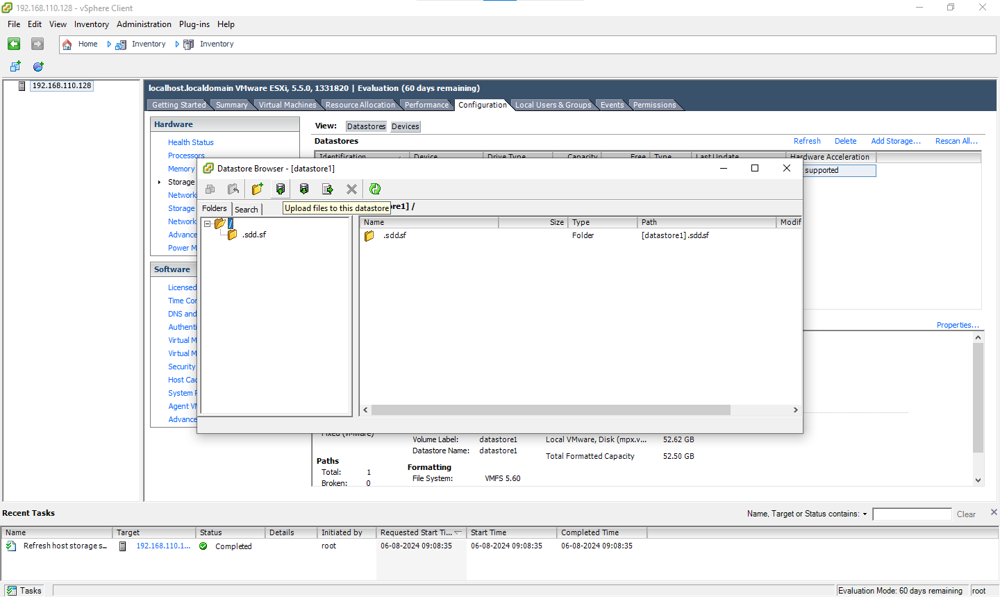 192.168.110.128 - vSphere Client
File Edit View Inventory Administration Plug-ins Help
Home Inventory Inventory
192.168.110.128
localhost.localdomain VMware ESXi, 5.5.0, 1331820 | Evaluation (60 days remaining)
Getting Started Summary Virtual Machines Resource Allocation Performance Configuration Local Users & Groups Events Permissions
Hardware
Health Status
Processors
Memory
Storage
Network
Storage
Network
Advance
Power M
Software
Licensed
Time Con
DNS and
Authenti
Virtual M
Virtual M
Security
Host Cac
System R
Agent VM
Advance
View: Datastores Devices
Datastores Refresh Delete Add Storage... Rescan All...
Identification Device Drive Type Capacity Free Type Last Update Hardware Acceleration
supported
Datastore Browser - [datastore1]
Folders Search
Upload files to this datastore
re1] /
/
.sdd.sf
Name Size Type Path Modif
.sdd.sf Folder [datastore1] .sdd.sf
Properties...
Fixed (VMware)
Volume Label: datastore1 Local VMware, Disk (mpx.v... 52.62 GB
Datastore Name: datastore1
Total Formatted Capacity 52.50 GB
Paths
Total: 1
Broken: 0
Formatting
File System: VMFS 5.60
Recent Tasks Name, Target or Status contains: Clear
Name Target Status Details Initiated by Requested Start Ti... Start Time Completed Time
Refresh host storage s... 192.168.110.1... Completed root 06-08-2024 09:08:35 06-08-2024 09:08:35 06-08-2024 09:08:35
Tasks Evaluation Mode: 60 days remaining root